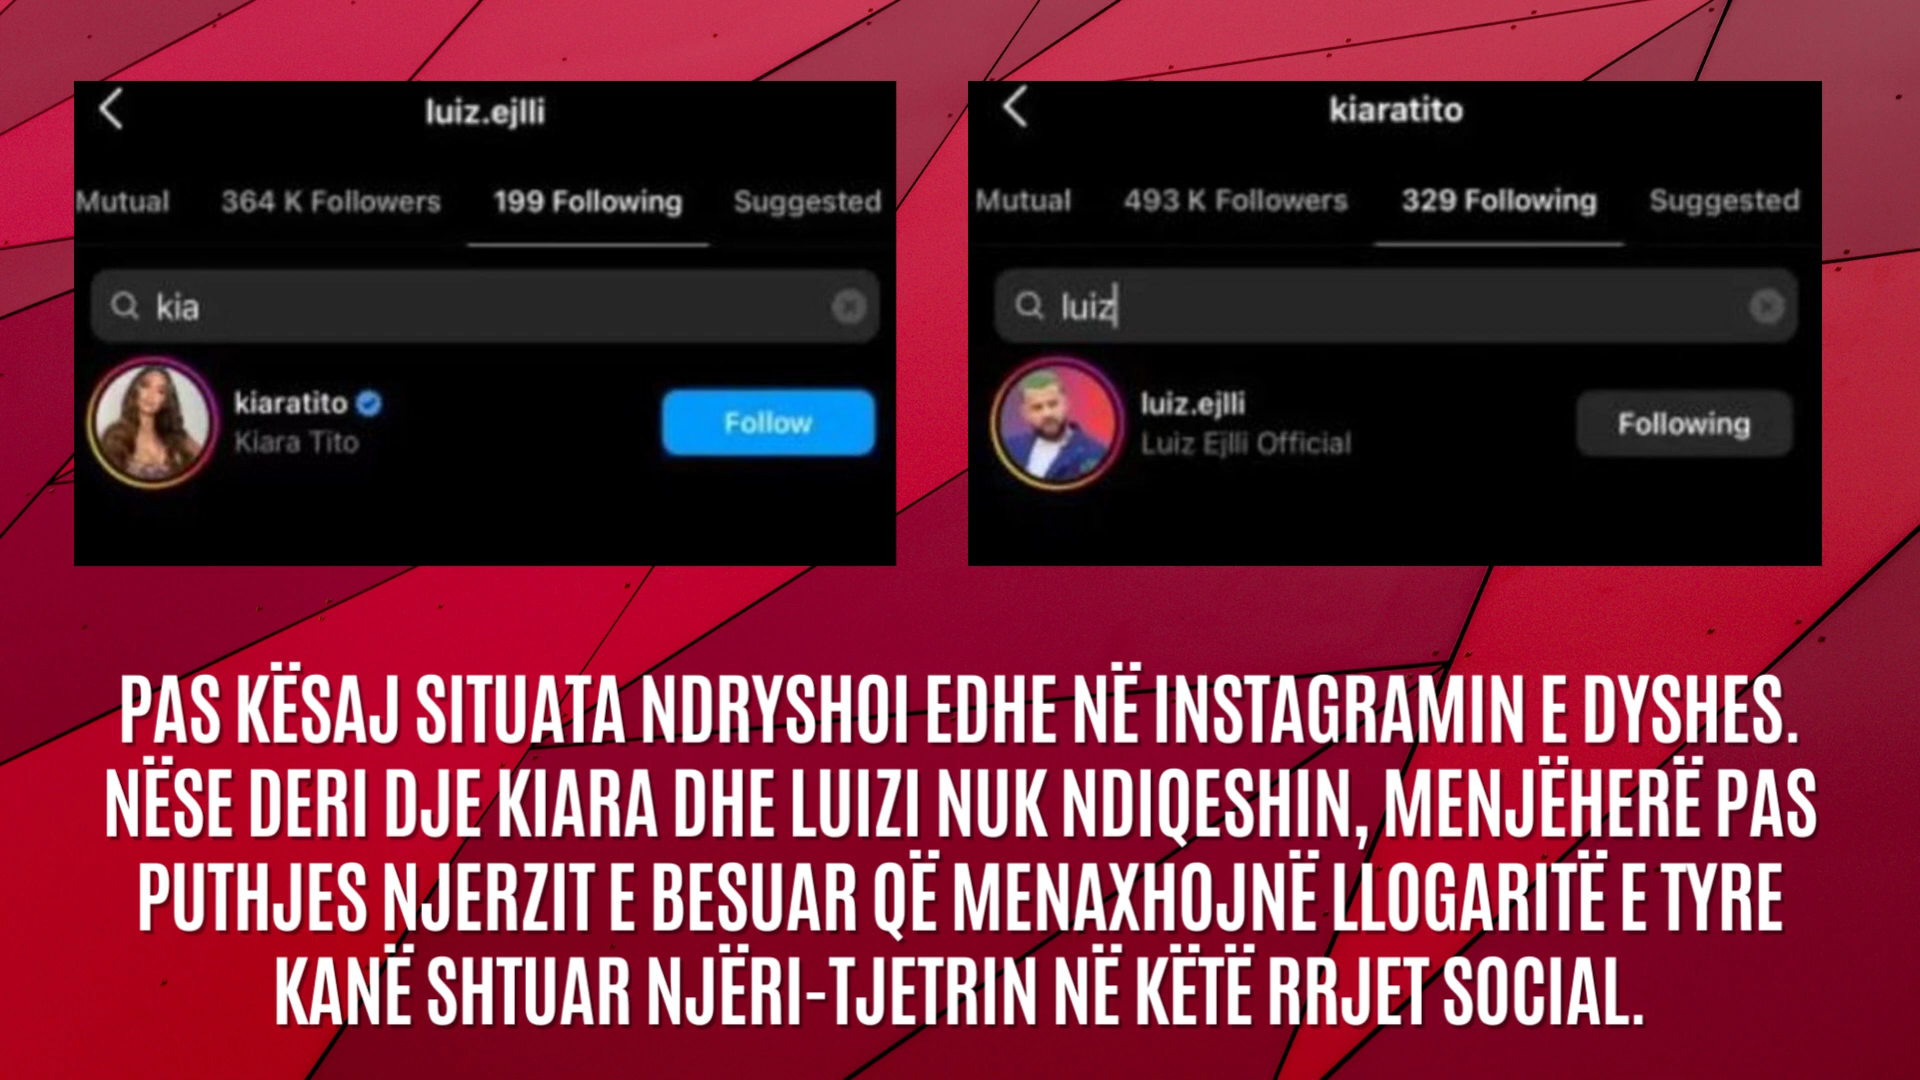 luiz.ejlli
Mutual 364 K Followers 199 Following Suggested
kia
kiaratito
Kiara Tito
Follow
kiaratito
Mutual 493 K Followers 329 Following Suggested
luiz
luiz.ejlli
Luiz Ejlli Official
Following
PAS KËSAJ SITUATA NDRYSHOI EDHE NË INSTAGRAMIN E DYSHES.
NËSE DERI DJE KIARA DHE LUIZI NUK NDIQESHIN, MENJËHERË PAS
PUTHJES NJERZIT E BESUAR QË MENAXHOJNË LLOGARITË E TYRE
KANË SHTUAR NJËRI-TJETRIN NË KËTË RRJET SOCIAL.